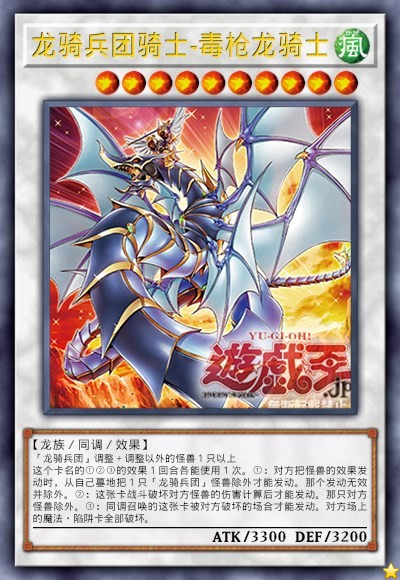 龙骑兵团骑士-毒枪龙骑士
風
YU-GI-OH!
遊戯王
.JP
【龙族/同调/效果】
「龙骑兵团」调整+调整以外的怪兽1只以上
这个卡名的①②③的效果1回合各能使用1次。①：对方把怪兽的效果发
动时，从自己墓地把1只「龙骑兵团」怪兽除外才能发动。那个发动无效
并除外。②：这张卡战斗破坏对方怪兽的伤害计算后才能发动。那只对方
怪兽除外。③：同调召唤的这张卡被对方破坏的场合才能发动。对方场上
的魔法·陷阱卡全部破坏。
ATK/3300 DEF/3200